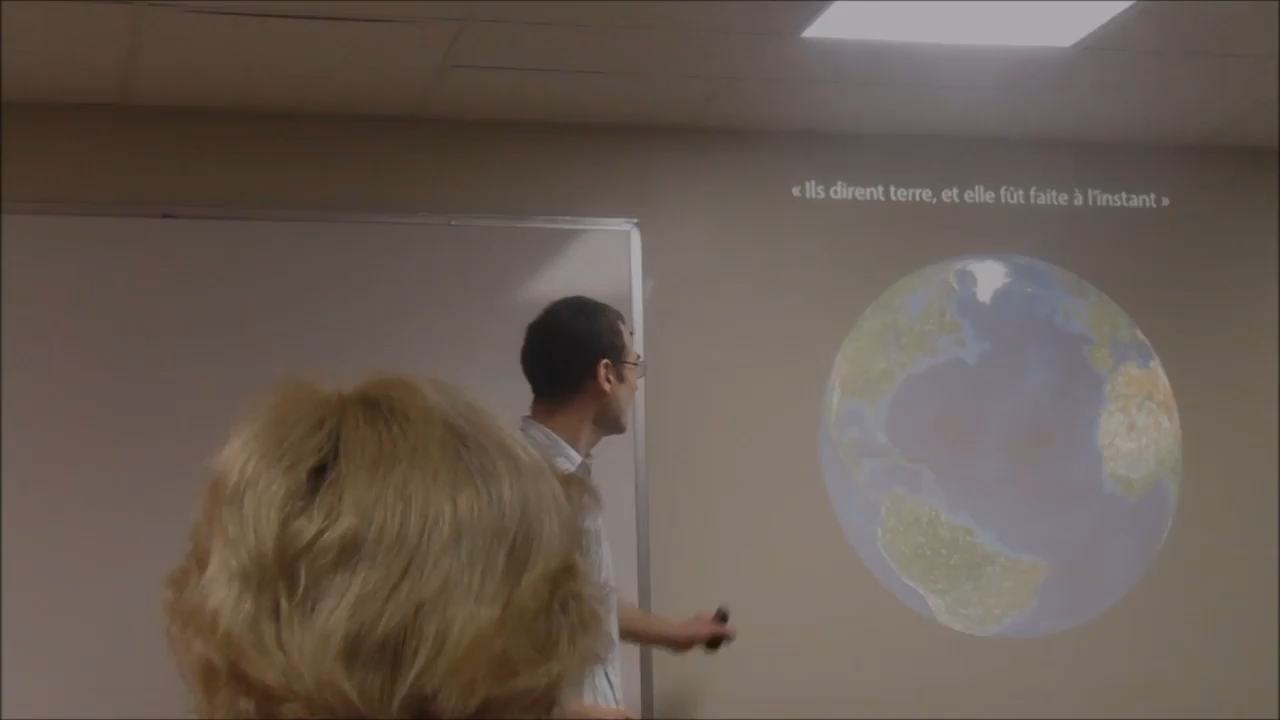 « Ils dirent terre, et elle fût faite à l'instant »